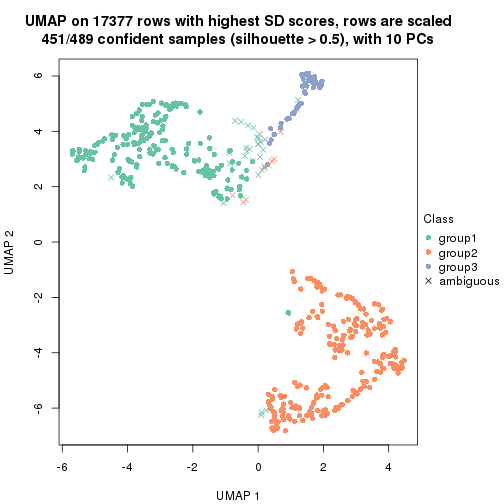 UMAP on 17377 rows with highest SD scores, rows are scaled
451/489 confident samples (silhouette > 0.5), with 10 PCs
6
4
2
0
-2
-4
-6
UMAP 2
-6
-4
-2
0
2
4
UMAP 1
Class
group1
group2
group3
ambiguous